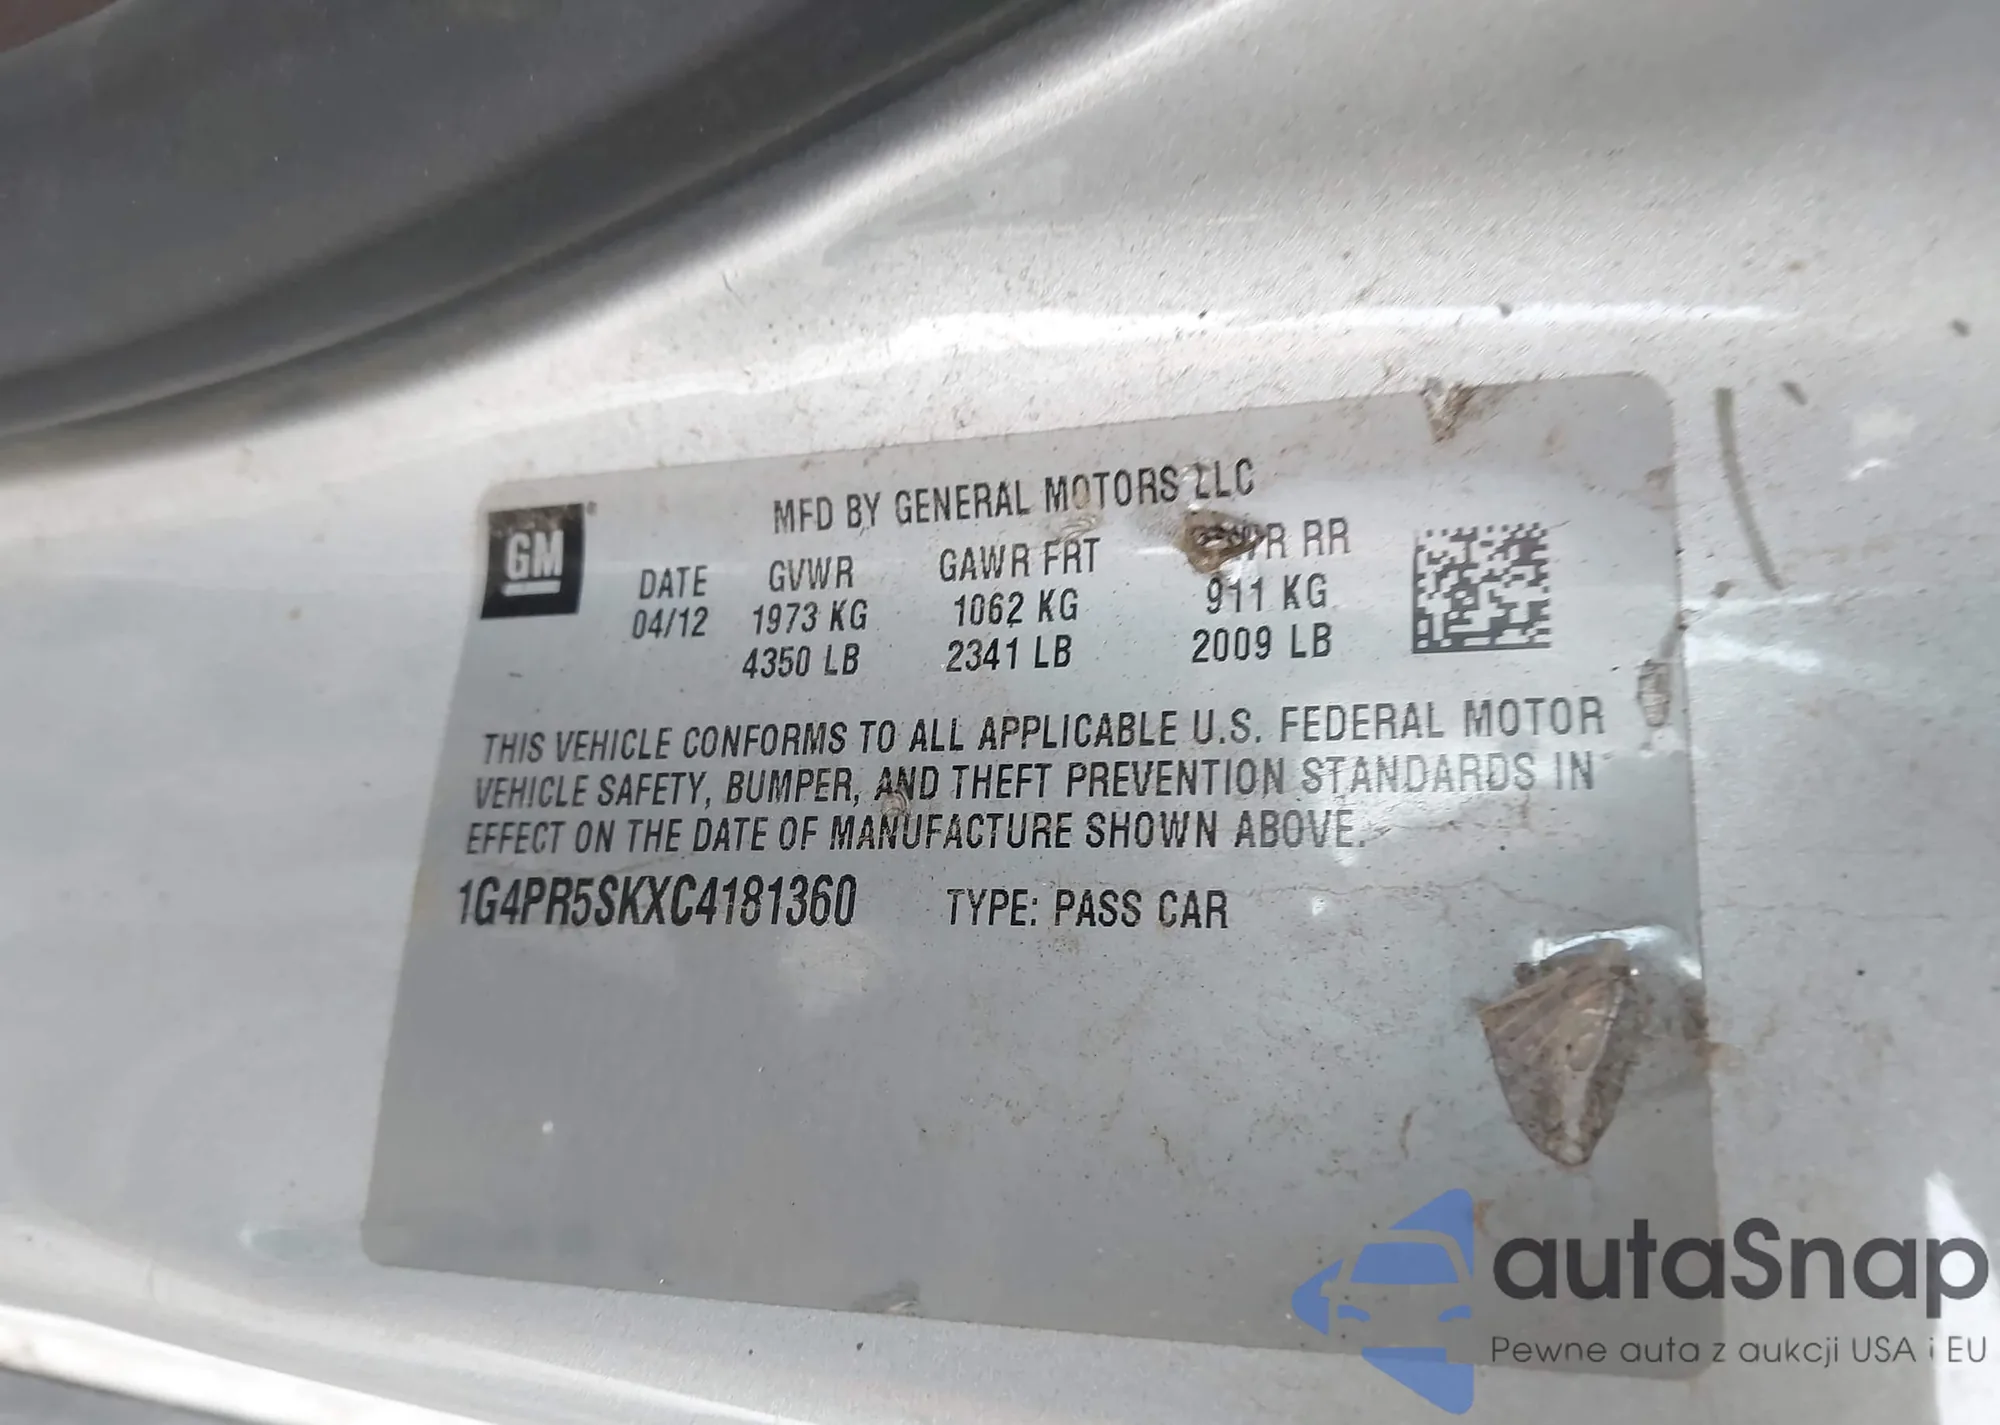 MFD BY GENERAL MOTORS LLC
GM
DATE GVWR GAWR FRT RR
04/12 1973 KG 1062 KG 911 KG
4350 LB 2341 LB 2009 LB
THIS VEHICLE CONFORMS TO ALL APPLICABLE U.S. FEDERAL MOTOR
VEHICLE SAFETY, BUMPER, AND THEFT PREVENTION STANDARDS IN
EFFECT ON THE DATE OF MANUFACTURE SHOWN ABOVE.
1G4PR5SKXC4181360 TYPE: PASS CAR
autaSnap
Pewne auta z aukcji USA i EU